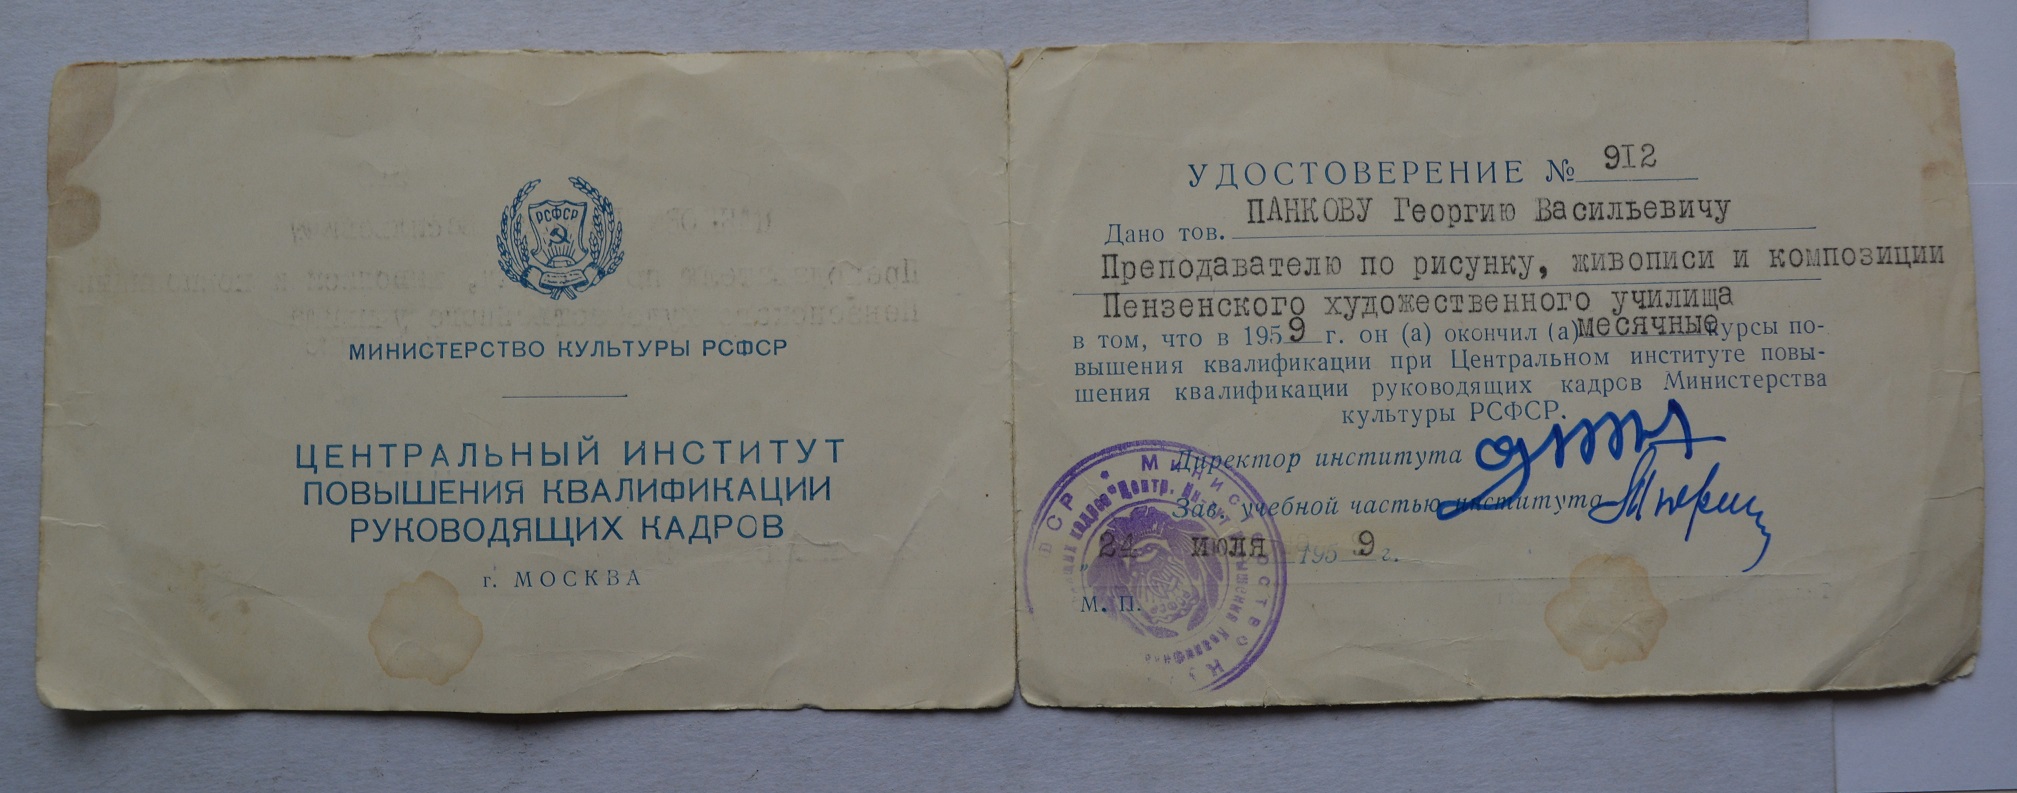 РСФСР
МИНИСТЕРСТВО КУЛЬТУРЫ РСФСР
ЦЕНТРАЛЬНЫЙ ИНСТИТУТ
ПОВЫШЕНИЯ КВАЛИФИКАЦИИ
РУКОВОДЯЩИХ КАДРОВ
г. МОСКВА
УДОСТОВЕРЕНИЕ № 9I2
Дано тов. ПАНКОВУ Георгию Васильевичу
Преподавателю по рисунку, живописи и композиции
Пензенского художественного училища
в том, что в 1959 г. он (а) окончил (а) месячные курсы по-
вышения квалификации при Центральном институте повы-
шения квалификации руководящих кадров Министерства
культуры РСФСР.
Директор института
Зав. учебной частью института
„24 июля 1959 г.
М. П.